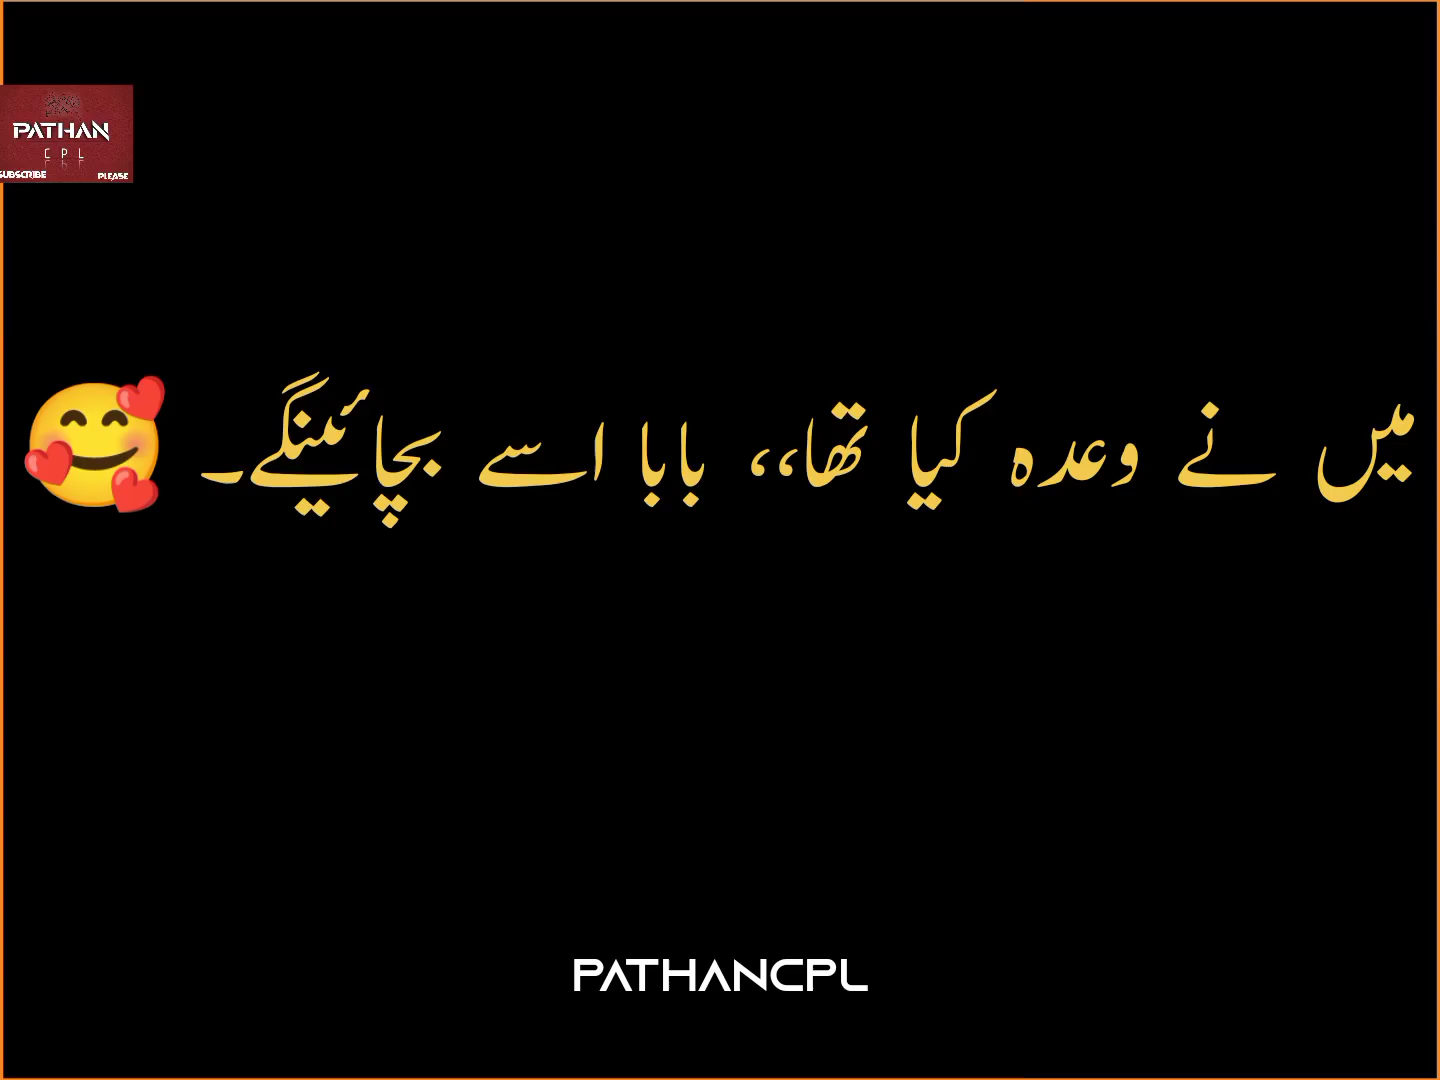 PATHAN
CPL
SUBSCRIBE PLEASE
میں نے وعدہ کیا تھا،، بابا اسے بچائینگے۔ 🥰
PATHANCPL